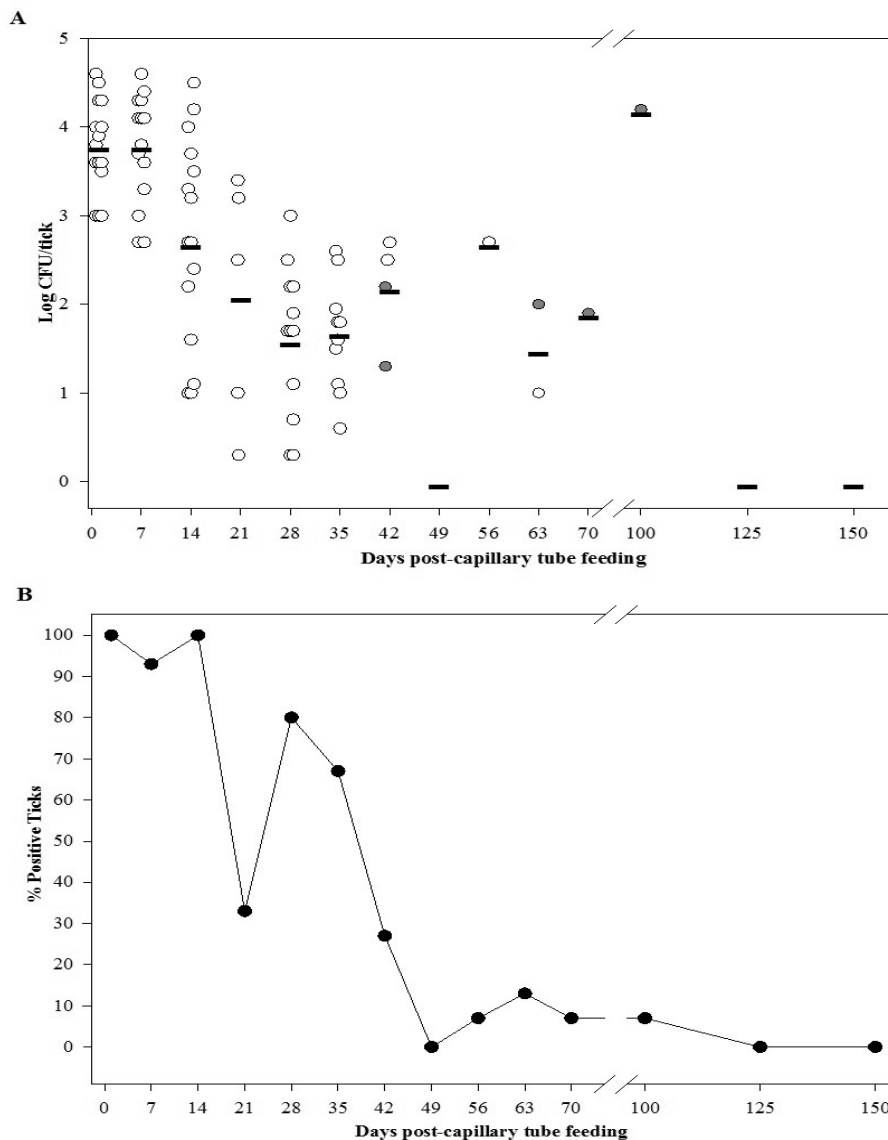 A
Log CFU/tick
5
4
3
2
1
0
0 7 14 21 28 35 42 49 56 63 70 100 125 150
Days post-capillary tube feeding
B
% Positive Ticks
100
90
80
70
60
50
40
30
20
10
0
0 7 14 21 28 35 42 49 56 63 70 100 125 150
Days post-capillary tube feeding